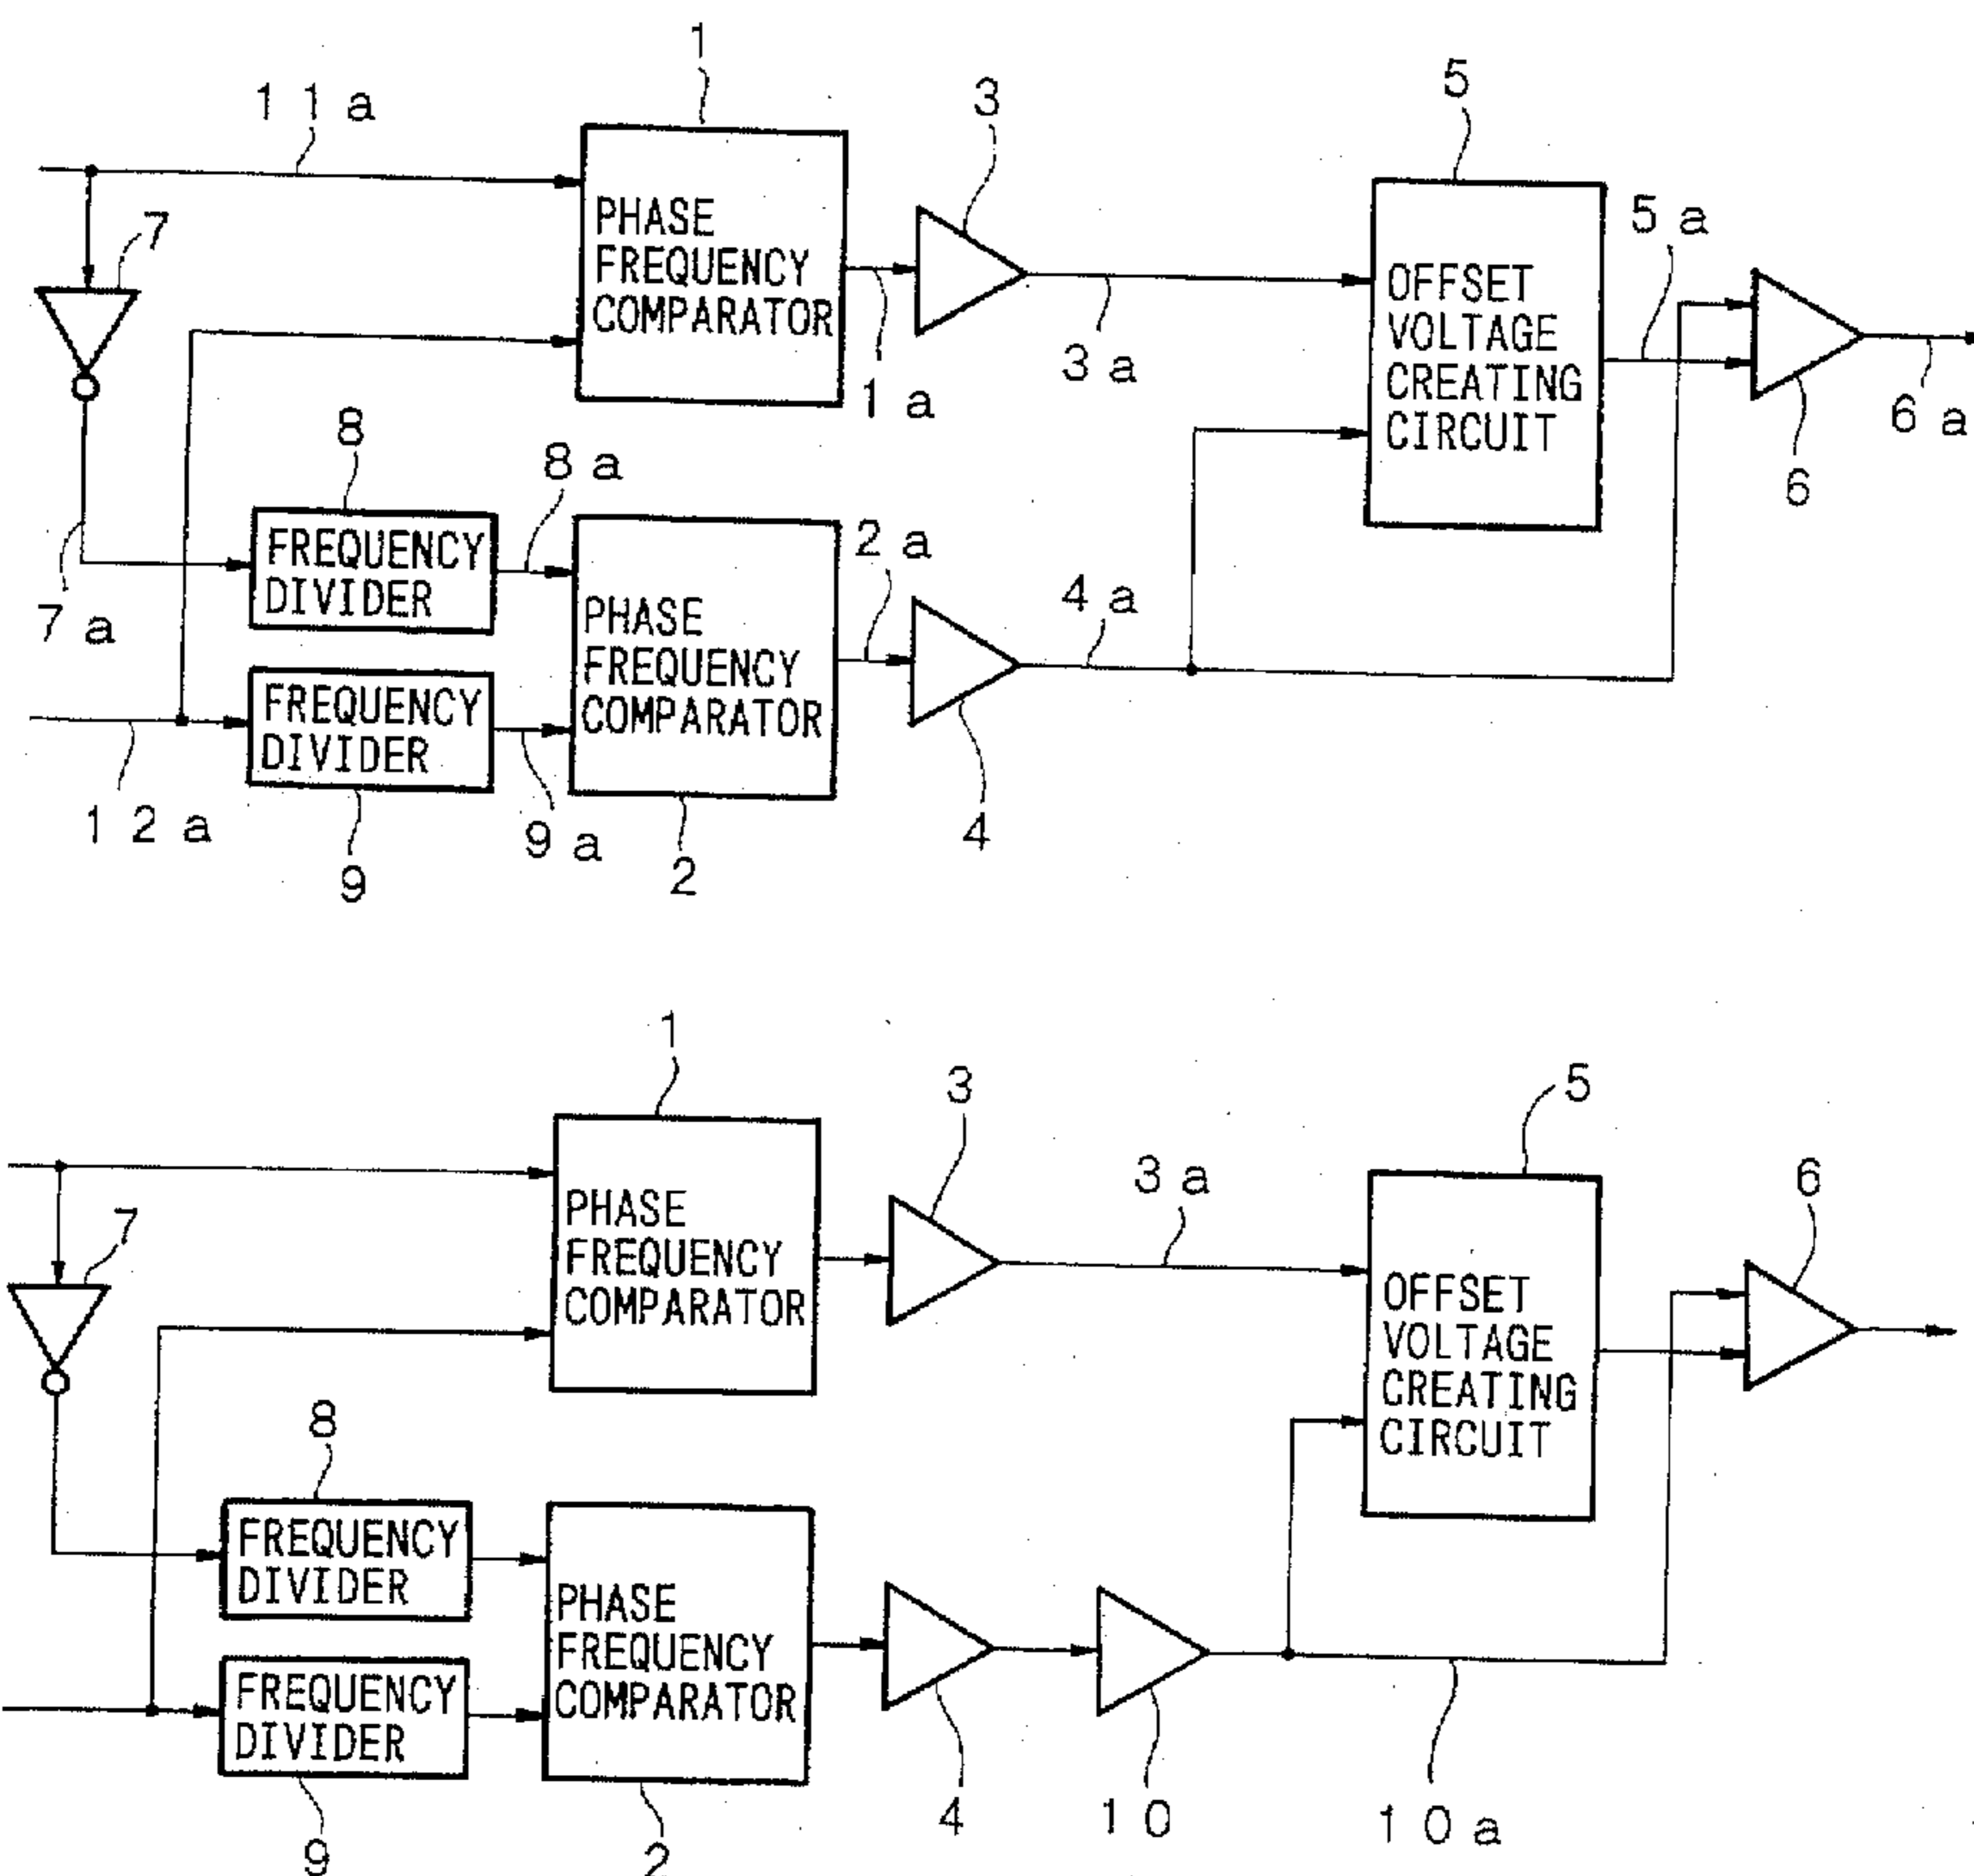 1
11a
3
5
PHASE
FREQUENCY
COMPARATOR
5a
7
OFFSET
VOLTAGE
CREATING
CIRCUIT
3a
1a
6a
8
8a
6
FREQUENCY
DIVIDER
2a
4a
7a
PHASE
FREQUENCY
COMPARATOR
FREQUENCY
DIVIDER
12a
9a
4
9
2
1
3
5
3a
6
7
PHASE
FREQUENCY
COMPARATOR
OFFSET
VOLTAGE
CREATING
CIRCUIT
8
FREQUENCY
DIVIDER
PHASE
FREQUENCY
COMPARATOR
FREQUENCY
DIVIDER
4
10
10a
9
2